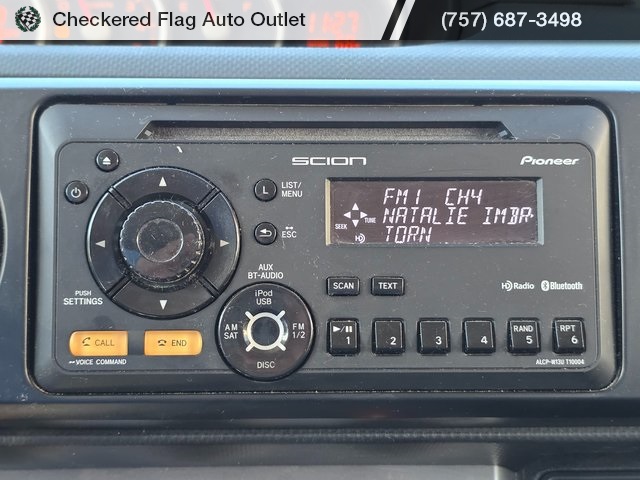 Checkered Flag Auto Outlet
(757) 687-3498
SCION
Pioneer
L LIST/
MENU
ESC
PUSH
SETTINGS
FM1 CH4
NATALIE IMBR
SEEK TUNE
HD
TORN
AUX
BT-AUDIO
iPod
USB
AM
SAT
FM
1/2
DISC
SCAN TEXT
HD Radio Bluetooth
CALL END
VOICE COMMAND
1 2 3 4 RAND 5 RPT 6
ALCP-W13U T10004